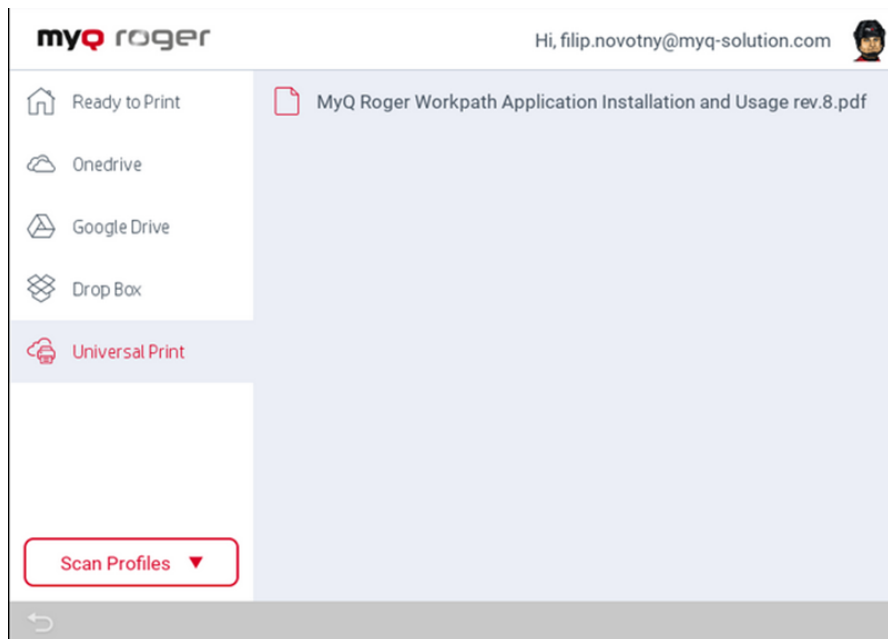 myQ roger
Hi, filip.novotny@myq-solution.com
Ready to Print
Onedrive
Google Drive
Drop Box
Universal Print
MyQ Roger Workpath Application Installation and Usage rev.8.pdf
Scan Profiles